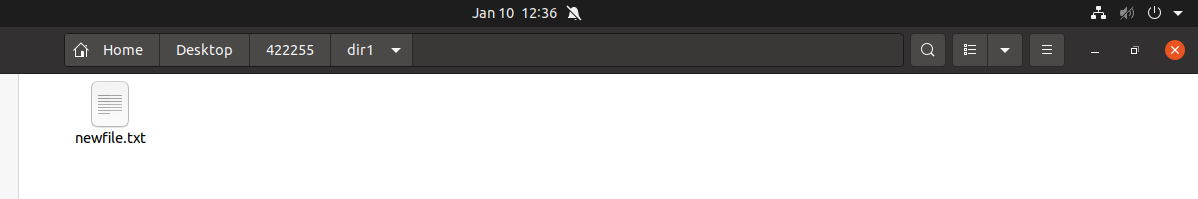 Jan 10 12:36
Home Desktop 422255 dir1
newfile.txt